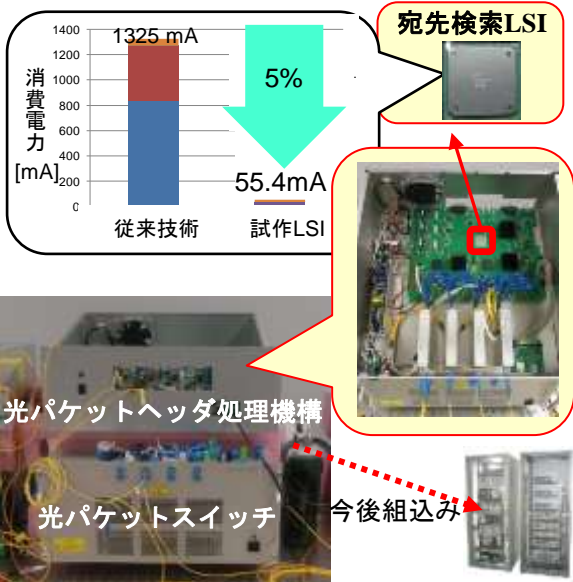 1400
1200
1000
800
600
400
200
0
消費電力
[mA]
1325 mA
5%
55.4mA
従来技術
試作LSI
宛先検索LSI
光パケットヘッダ処理機構
光パケットスイッチ
今後組込み